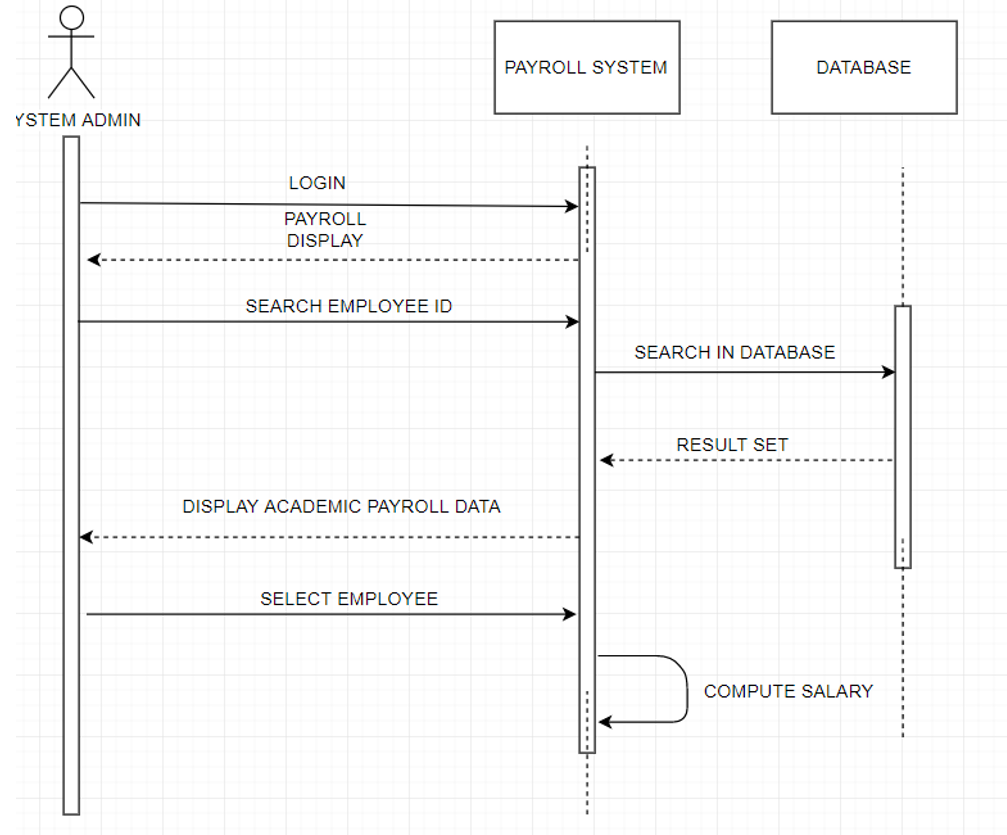 PAYROLL SYSTEM
DATABASE
YSTEM ADMIN
LOGIN
PAYROLL
DISPLAY
SEARCH EMPLOYEE ID
SEARCH IN DATABASE
RESULT SET
DISPLAY ACADEMIC PAYROLL DATA
SELECT EMPLOYEE
COMPUTE SALARY